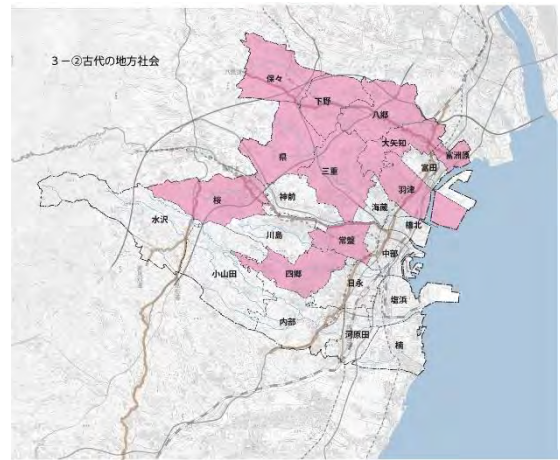 3－②古代の地方社会
保々
下野
八郷
大矢知
富洲原
富田
県
三重
羽津
桜
神前
海蔵
橋北
水沢
川島
常盤
中部
小山田
四郷
日永
塩浜
内部
河原田
楠